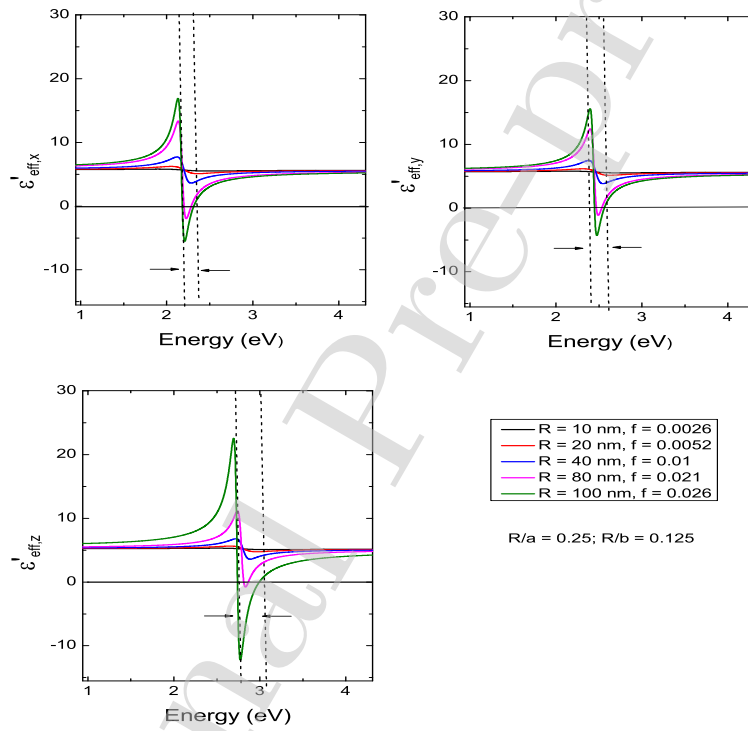 30
20
10
0
-10
ε'eff,x
1
2
3
4
Energy (eV)
30
20
10
0
-10
ε'eff,y
1
2
3
4
Energy (eV)
30
20
10
0
-10
ε'eff,z
1
2
3
4
Energy (eV)
R = 10 nm, f = 0.0026
R = 20 nm, f = 0.0052
R = 40 nm, f = 0.01
R = 80 nm, f = 0.021
R = 100 nm, f = 0.026
R/a = 0.25; R/b = 0.125
nal Pre-pr